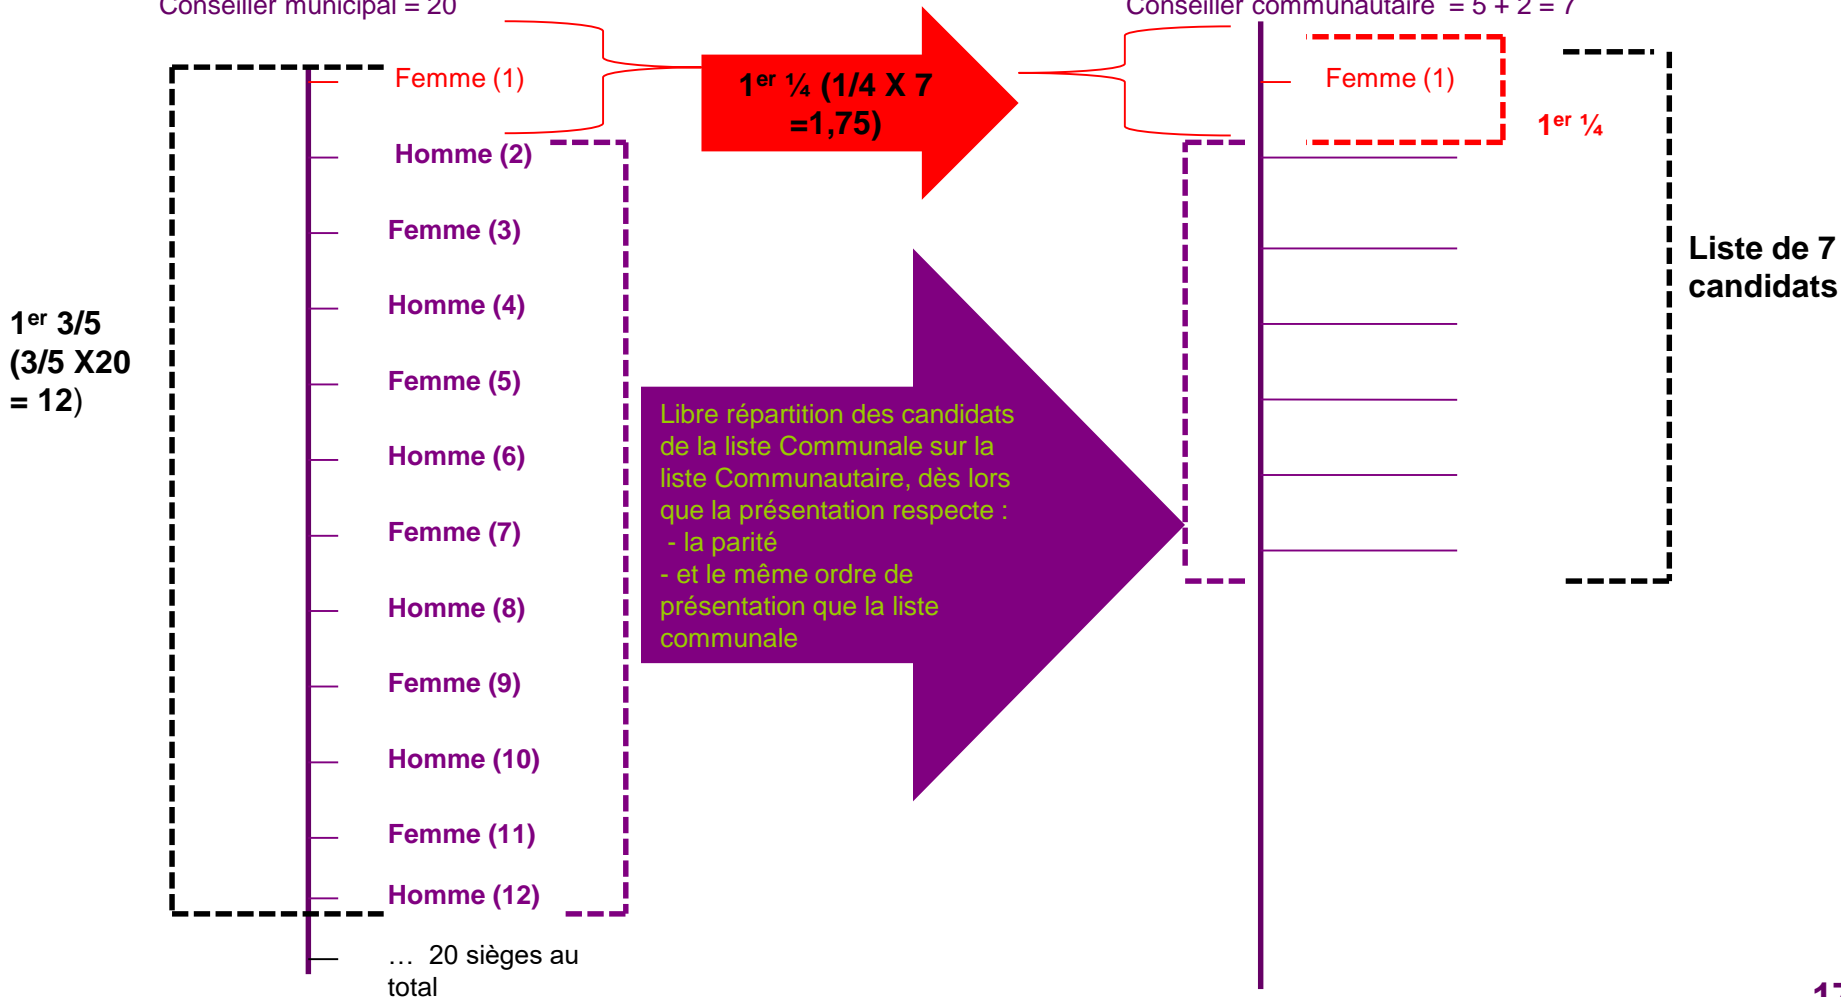 Conseiller municipal = 20
Conseiller communautaire = 5 + 2 = 7
1er 3/5
(3/5 X20
= 12)
Femme (1)
Homme (2)
Femme (3)
Homme (4)
Femme (5)
Homme (6)
Femme (7)
Homme (8)
Femme (9)
Homme (10)
Femme (11)
Homme (12)
… 20 sièges au
total
1er ¼ (1/4 X 7
=1,75)
Libre répartition des candidats
de la liste Communale sur la
liste Communautaire, dès lors
que la présentation respecte :
- la parité
- et le même ordre de
présentation que la liste
communale
Femme (1)
1er ¼
Liste de 7
candidats